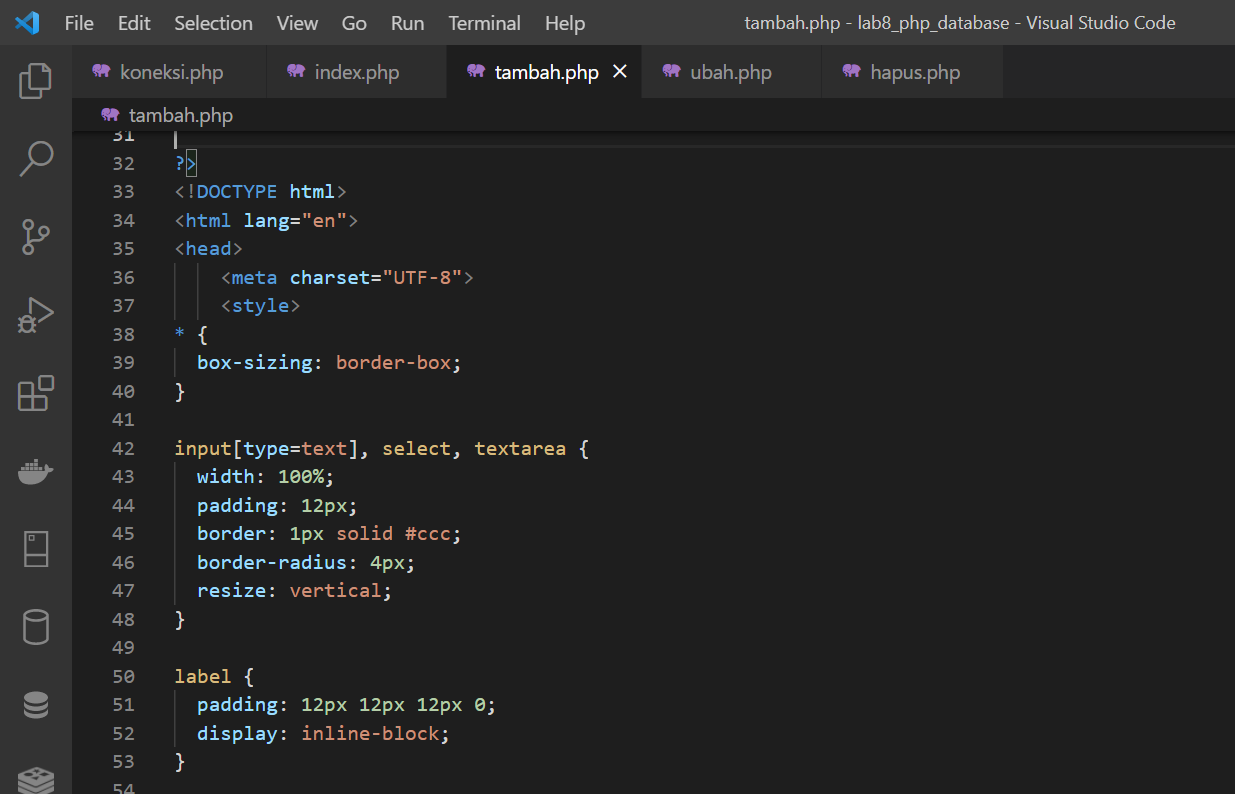 File Edit Selection View Go Run Terminal Help tambah.php - lab8_php_database - Visual Studio Code
koneksi.php index.php tambah.php ubah.php hapus.php
tambah.php
31
32 ?>
33 <!DOCTYPE html>
34 <html lang="en">
35 <head>
36     <meta charset="UTF-8">
37     <style>
38 * {
39   box-sizing: border-box;
40 }
41
42 input[type=text], select, textarea {
43   width: 100%;
44   padding: 12px;
45   border: 1px solid #ccc;
46   border-radius: 4px;
47   resize: vertical;
48 }
49
50 label {
51   padding: 12px 12px 12px 0;
52   display: inline-block;
53 }
54